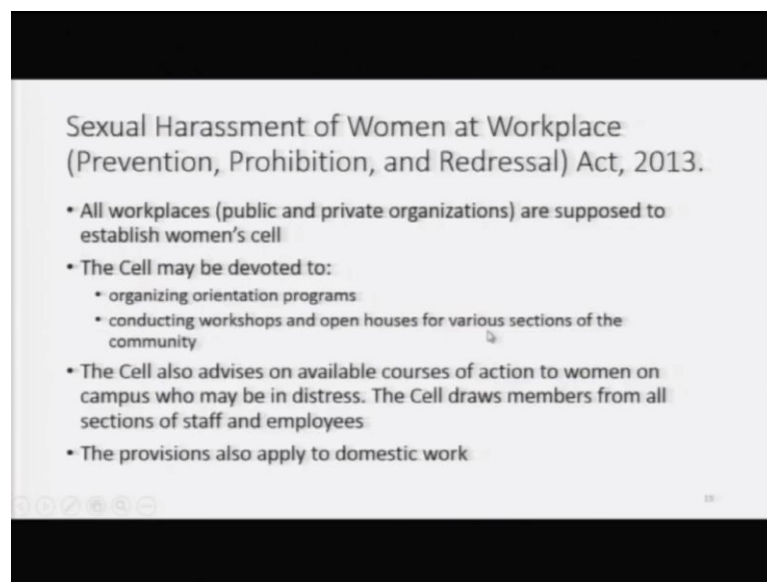 Sexual Harassment of Women at Workplace
(Prevention, Prohibition, and Redressal) Act, 2013.
• All workplaces (public and private organizations) are supposed to
establish women's cell
• The Cell may be devoted to:
• organizing orientation programs
• conducting workshops and open houses for various sections of the
community
• The Cell also advises on available courses of action to women on
campus who may be in distress. The Cell draws members from all
sections of staff and employees
• The provisions also apply to domestic work